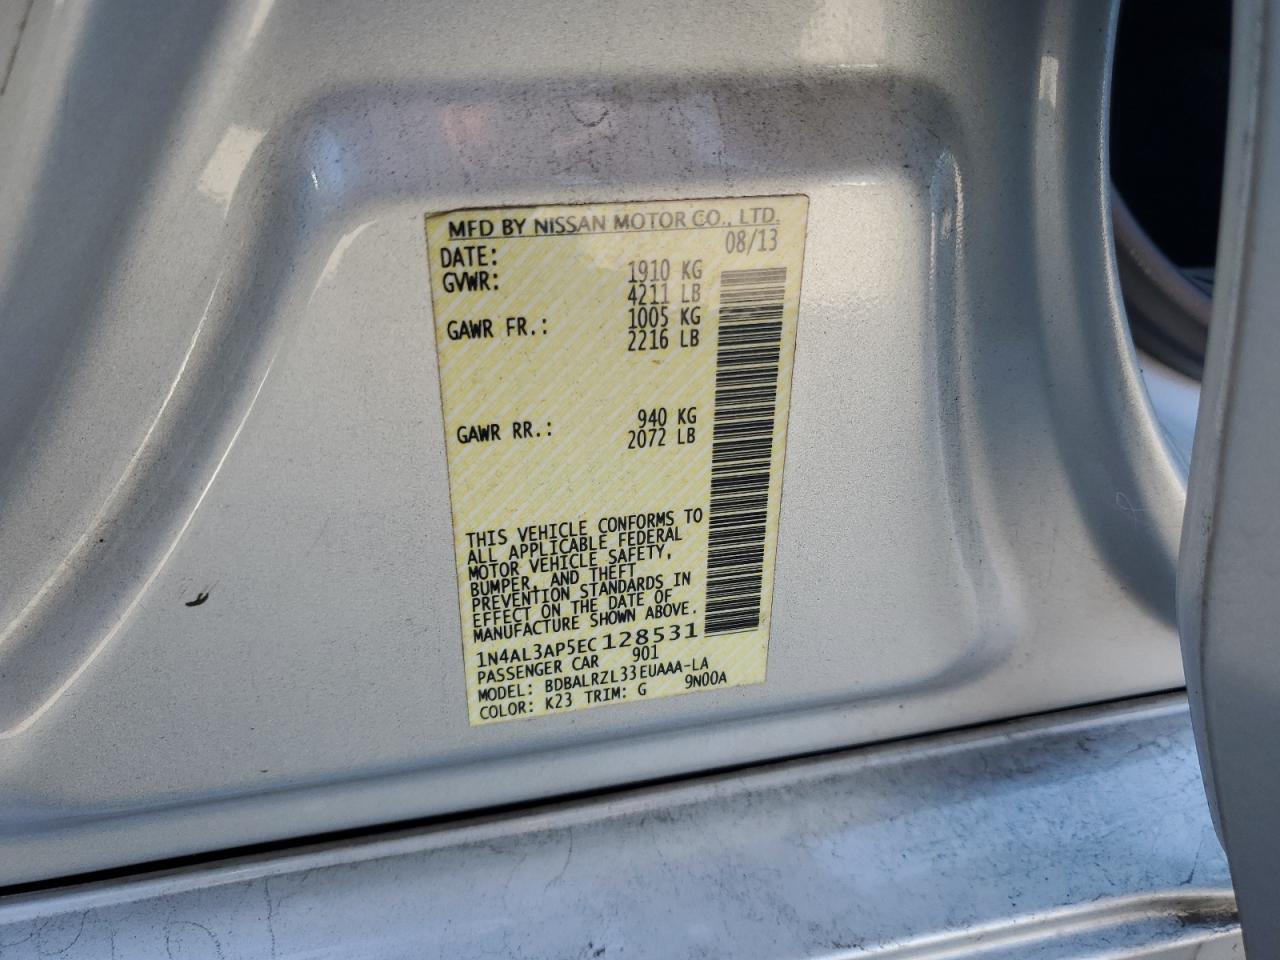 MFD BY NISSAN MOTOR CO., LTD.
DATE: 08/13
GVWR: 1910 KG
4211 LB
GAWR FR.: 1005 KG
2216 LB
GAWR RR.: 940 KG
2072 LB
THIS VEHICLE CONFORMS TO
ALL APPLICABLE FEDERAL
MOTOR VEHICLE SAFETY,
BUMPER, AND THEFT
PREVENTION STANDARDS IN
EFFECT ON THE DATE OF
MANUFACTURE SHOWN ABOVE.
1N4AL3AP5EC128531
PASSENGER CAR 901
MODEL: BDBALRZL33EUAAA-LA
COLOR: K23 TRIM: G 9N00A